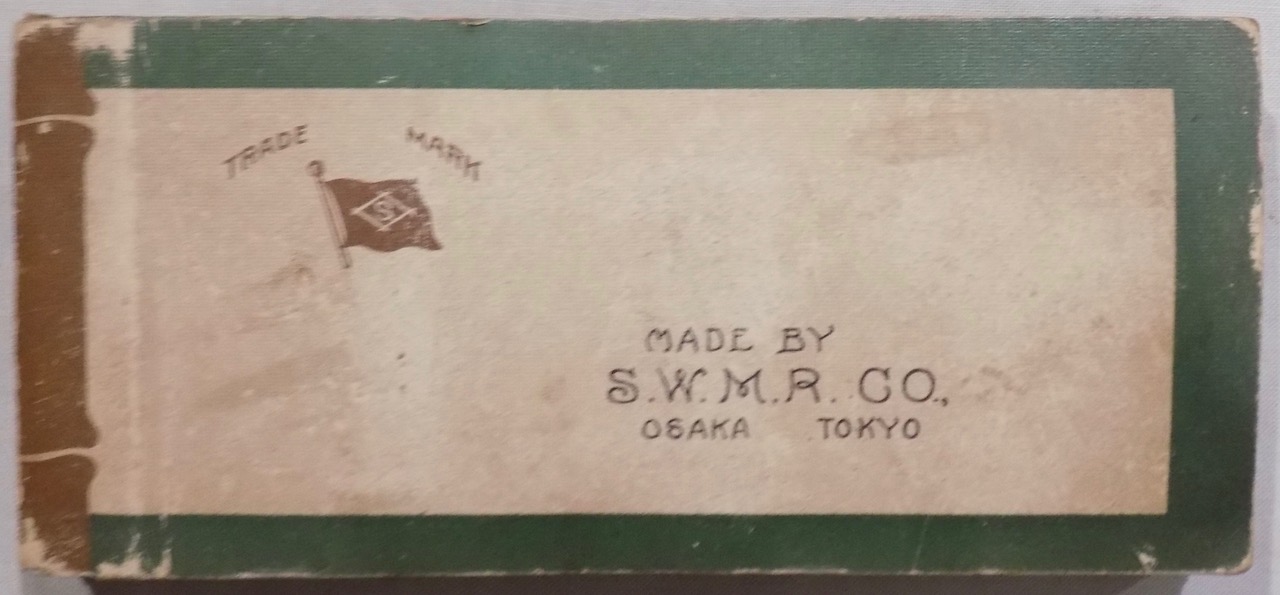 TRADE MARK
S
MADE BY
S.W.M.R. CO.,
OSAKA TOKYO